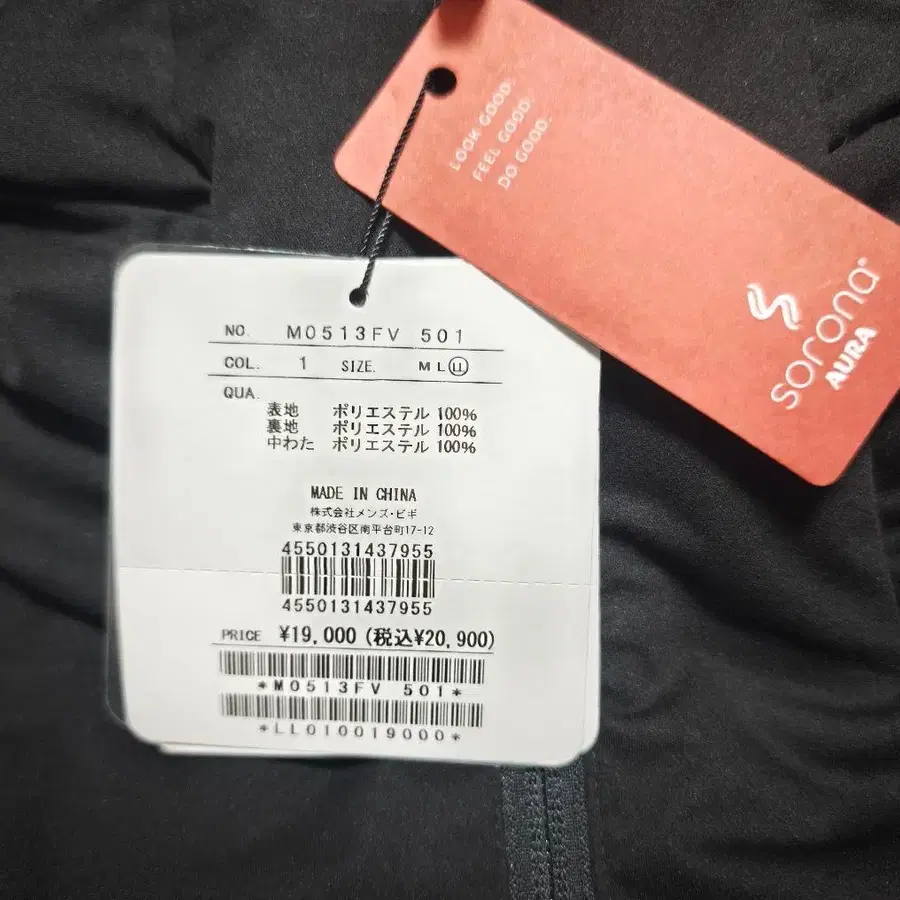 LOOK GOOD.
FEEL GOOD.
DO GOOD.
sorona
AURA
NO. M0513FV 501
COL. 1 SIZE. M L LL
QUA.
表地 ポリエステル 100%
裏地 ポリエステル 100%
中わた ポリエステル 100%
MADE IN CHINA
株式会社メンズ・ビギ
東京都渋谷区南平台町17-12
4550131437955
4550131437955
PRICE ¥19,000 (税込¥20,900)
*M0513FV 501*
*LL010019000*